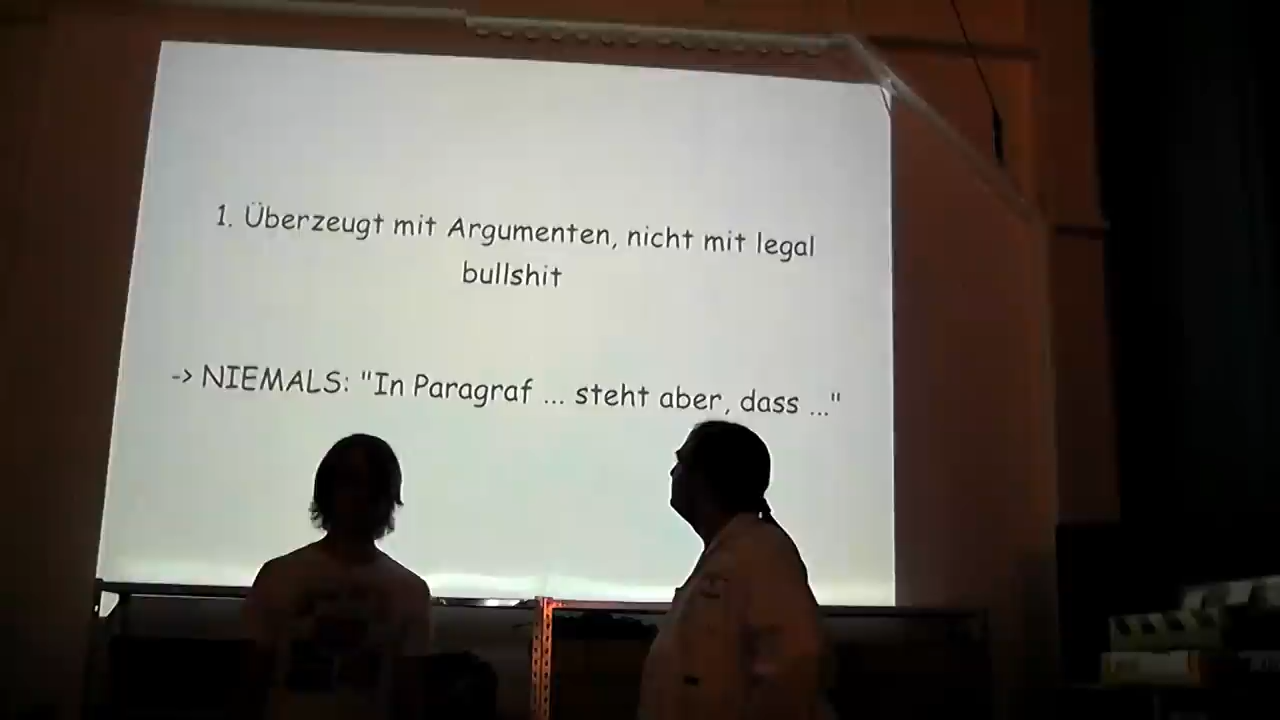 1. Überzeugt mit Argumenten, nicht mit legal
bullshit
-> NIEMALS: "In Paragraf ... steht aber, dass ..."